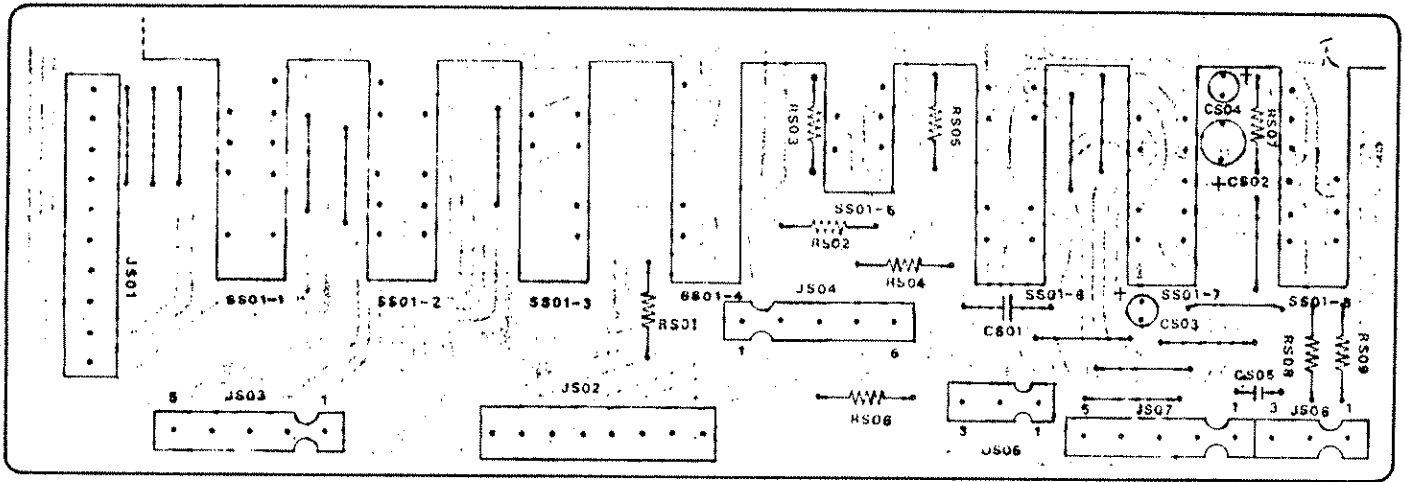 CS04
RS03
RS05
RS07
+CS02
SS01-5
RS02
JS01
RS04
SS01-1
SS01-2
SS01-3
SS01-4
JS04
SS01-6
+
SS01-7
SS01-8
RS01
CS01
CS03
1
6
RS08
RS09
JS02
CS05
5
JS03
1
RS06
5
JS07
1
3
JS06
1
3
1
JS05